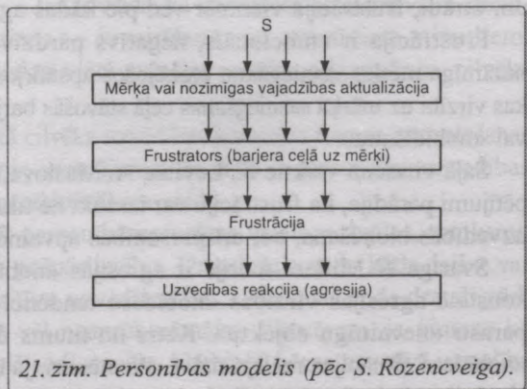 S
Mērķa vai nozīmīgas vajadzības aktualizācija
Frustrators (barjera ceļā uz mērķi)
Frustrācija
Uzvedības reakcija (agresija)
21. zīm. Personības modelis (pēc S. Rozencveiga).